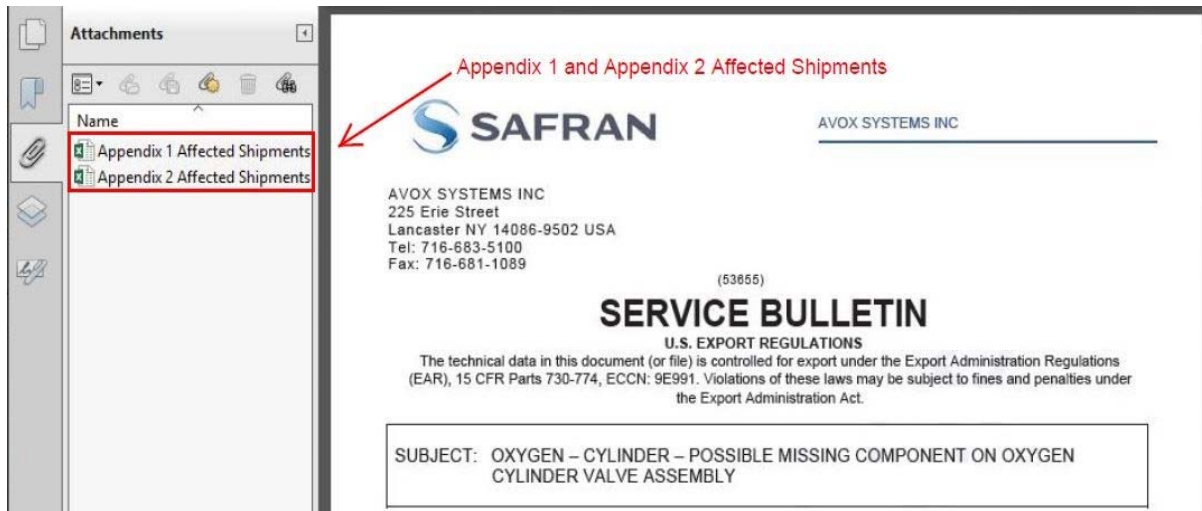 Attachments
Name
Appendix 1 Affected Shipments
Appendix 2 Affected Shipments
Appendix 1 and Appendix 2 Affected Shipments
SAFRAN
AVOX SYSTEMS INC
AVOX SYSTEMS INC
225 Erie Street
Lancaster NY 14086-9502 USA
Tel: 716-683-5100
Fax: 716-681-1089
(53655)
SERVICE BULLETIN
U.S. EXPORT REGULATIONS
The technical data in this document (or file) is controlled for export under the Export Administration Regulations
(EAR), 15 CFR Parts 730-774, ECCN: 9E991. Violations of these laws may be subject to fines and penalties under
the Export Administration Act.
SUBJECT: OXYGEN – CYLINDER – POSSIBLE MISSING COMPONENT ON OXYGEN
CYLINDER VALVE ASSEMBLY